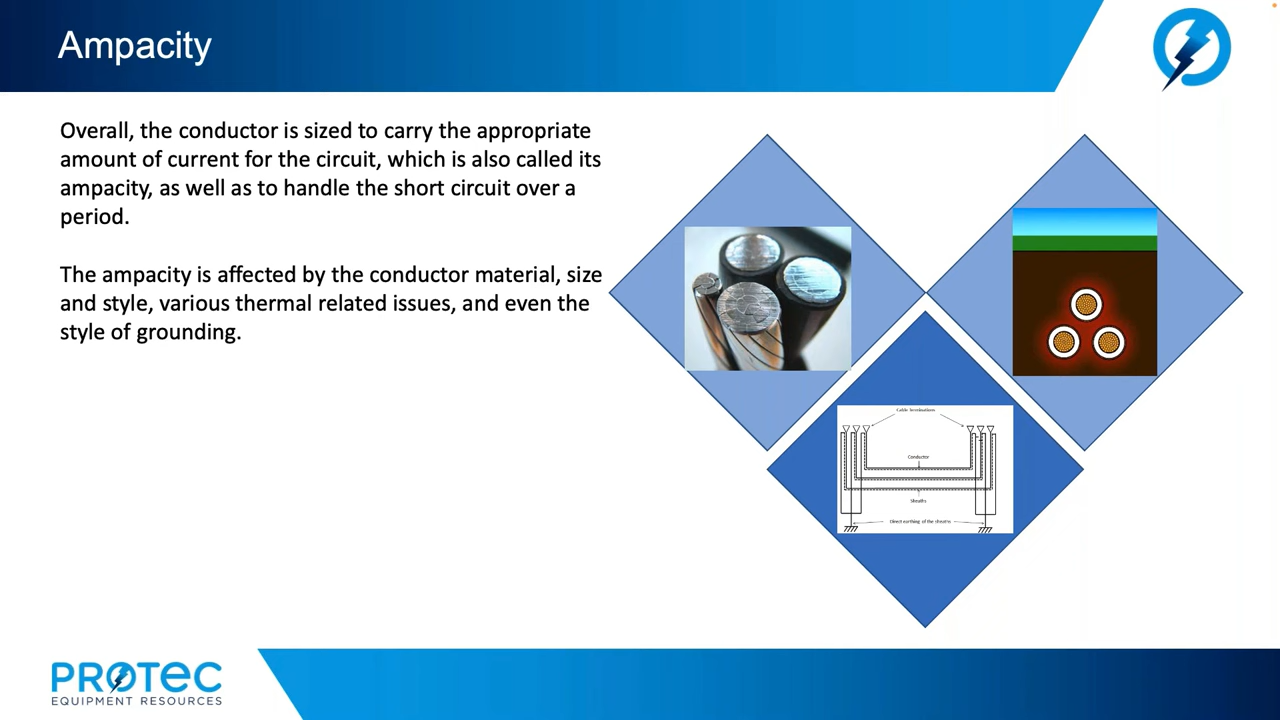 Ampacity
Overall, the conductor is sized to carry the appropriate
amount of current for the circuit, which is also called its
ampacity, as well as to handle the short circuit over a
period.
The ampacity is affected by the conductor material, size
and style, various thermal related issues, and even the
style of grounding.
Cable terminations
Conductor
Sheaths
Direct earthing of the sheaths
PROTEC
EQUIPMENT RESOURCES